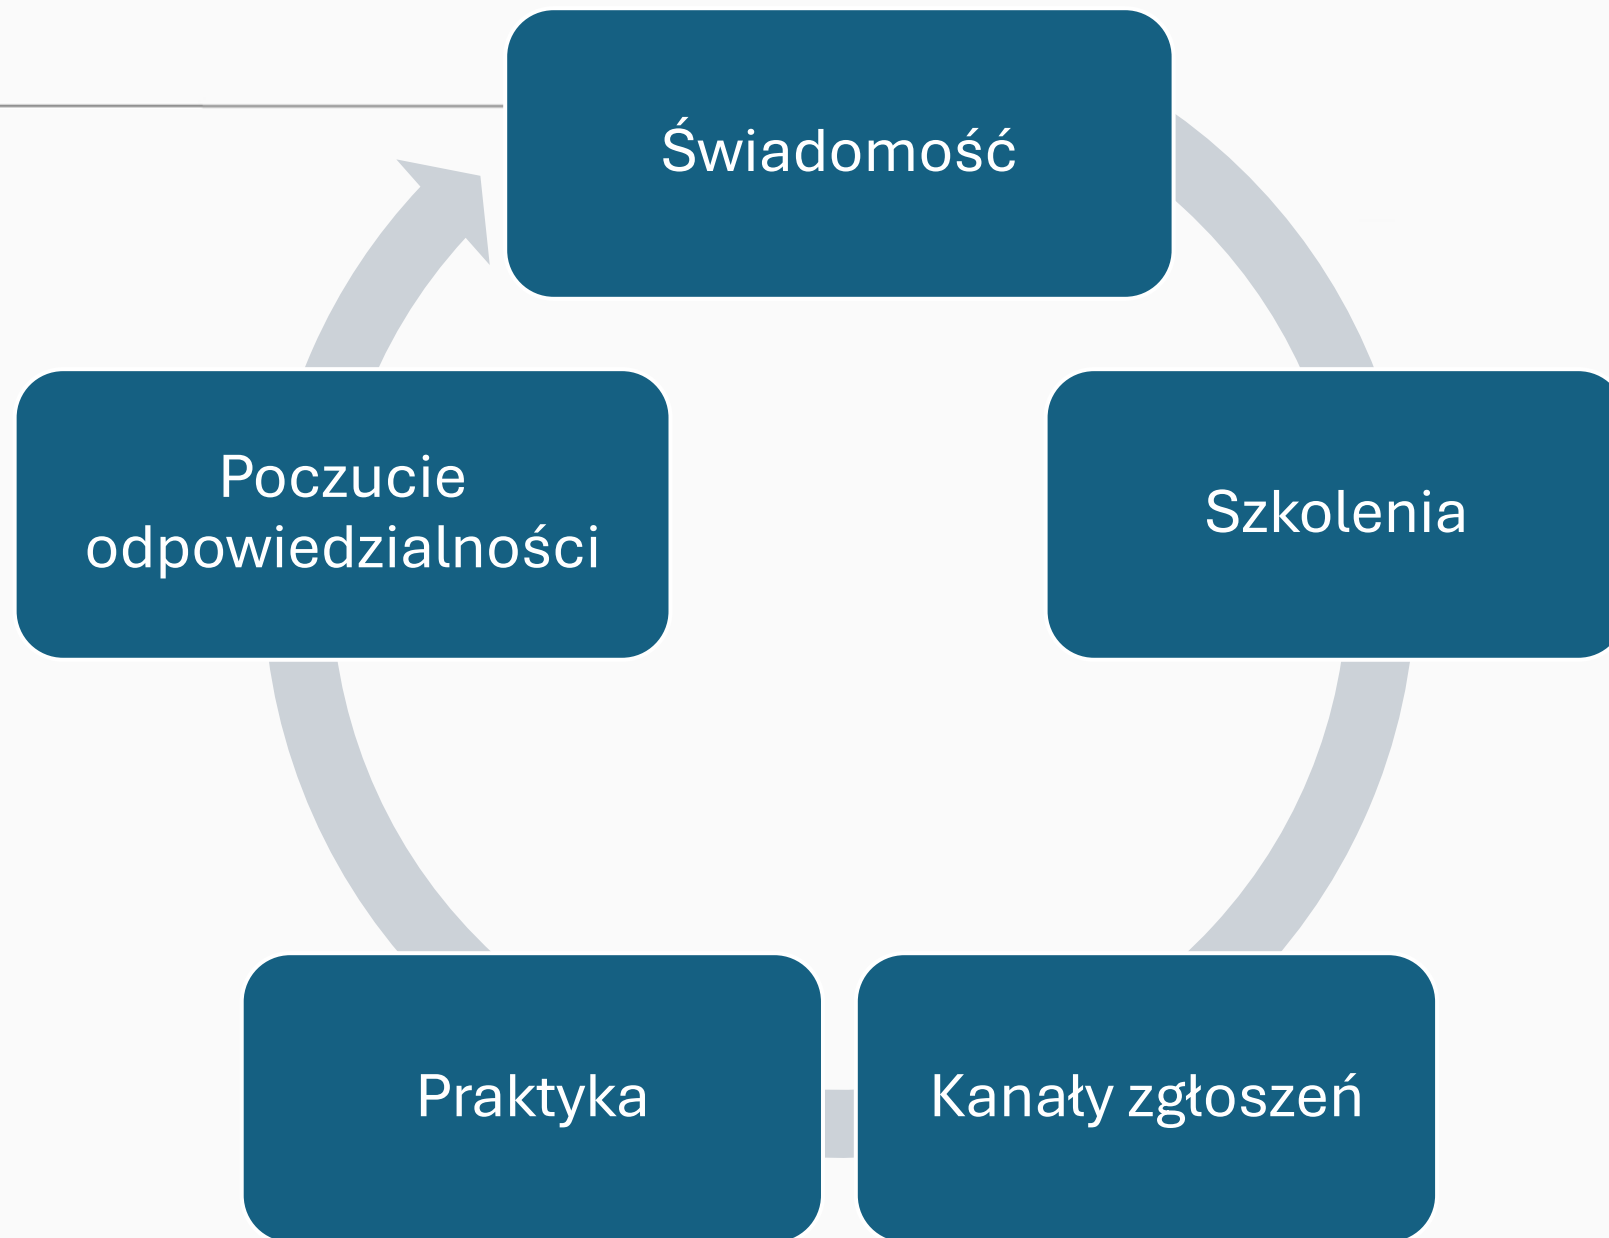 Świadomość
Szkolenia
Kanały zgłoszeń
Praktyka
Poczucie
odpowiedzialności